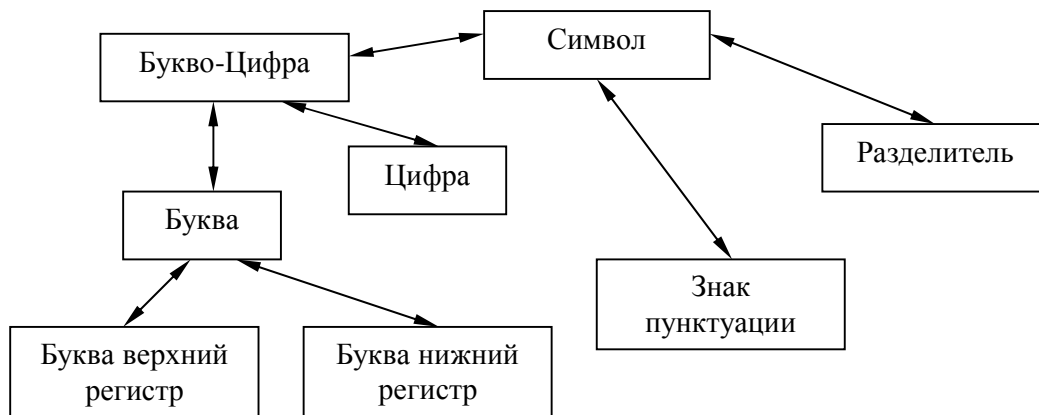 Символ
Букво-Цифра
Разделитель
Цифра
Буква
Знак
пунктуации
Буква верхний
регистр
Буква нижний
регистр